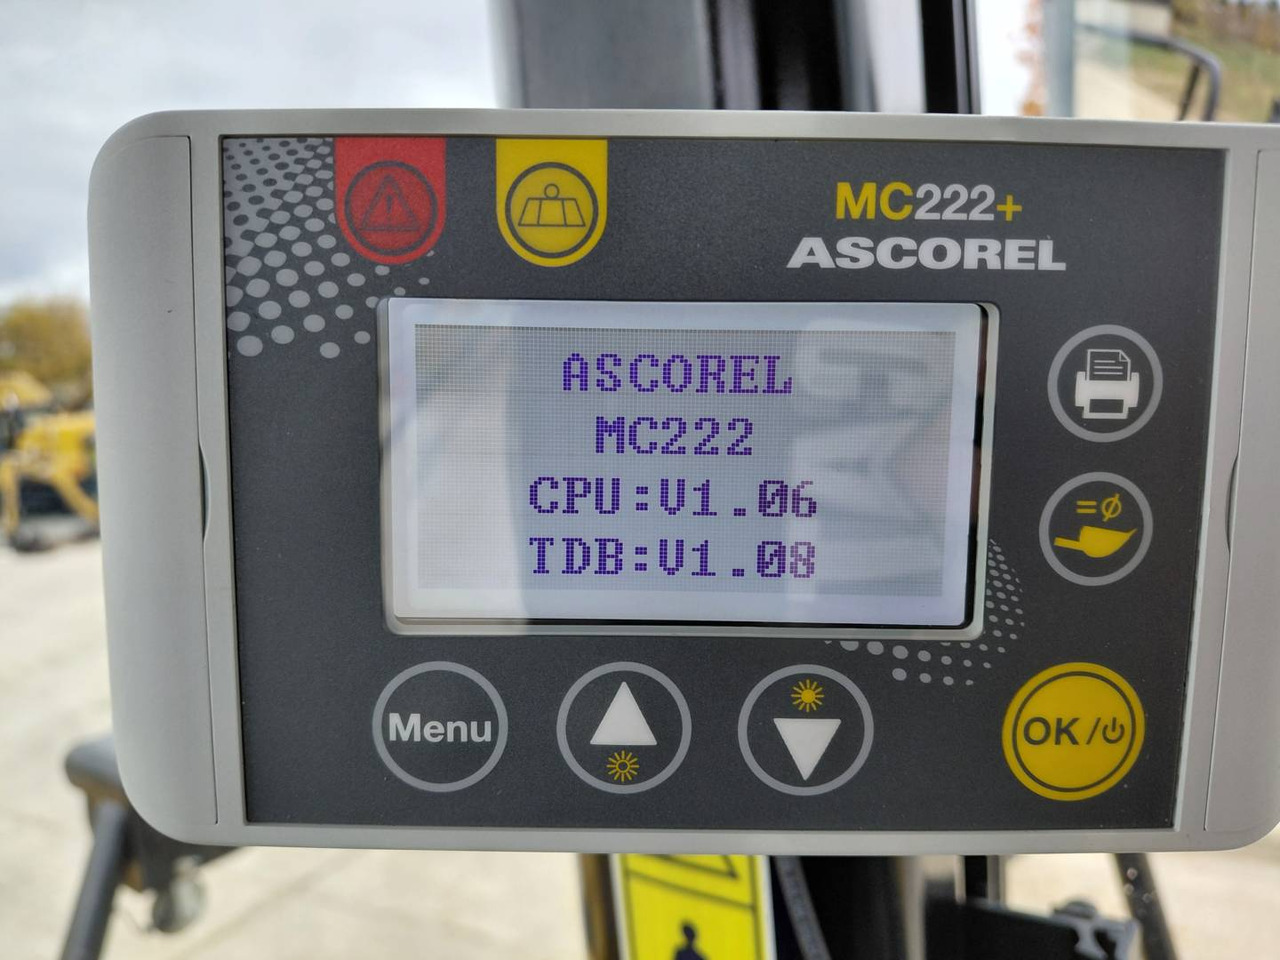 MC222+
ASCOREL
ASCOREL
MC222
CPU:V1.06
TDB:V1.08
=Ø
Menu
OK/⏻